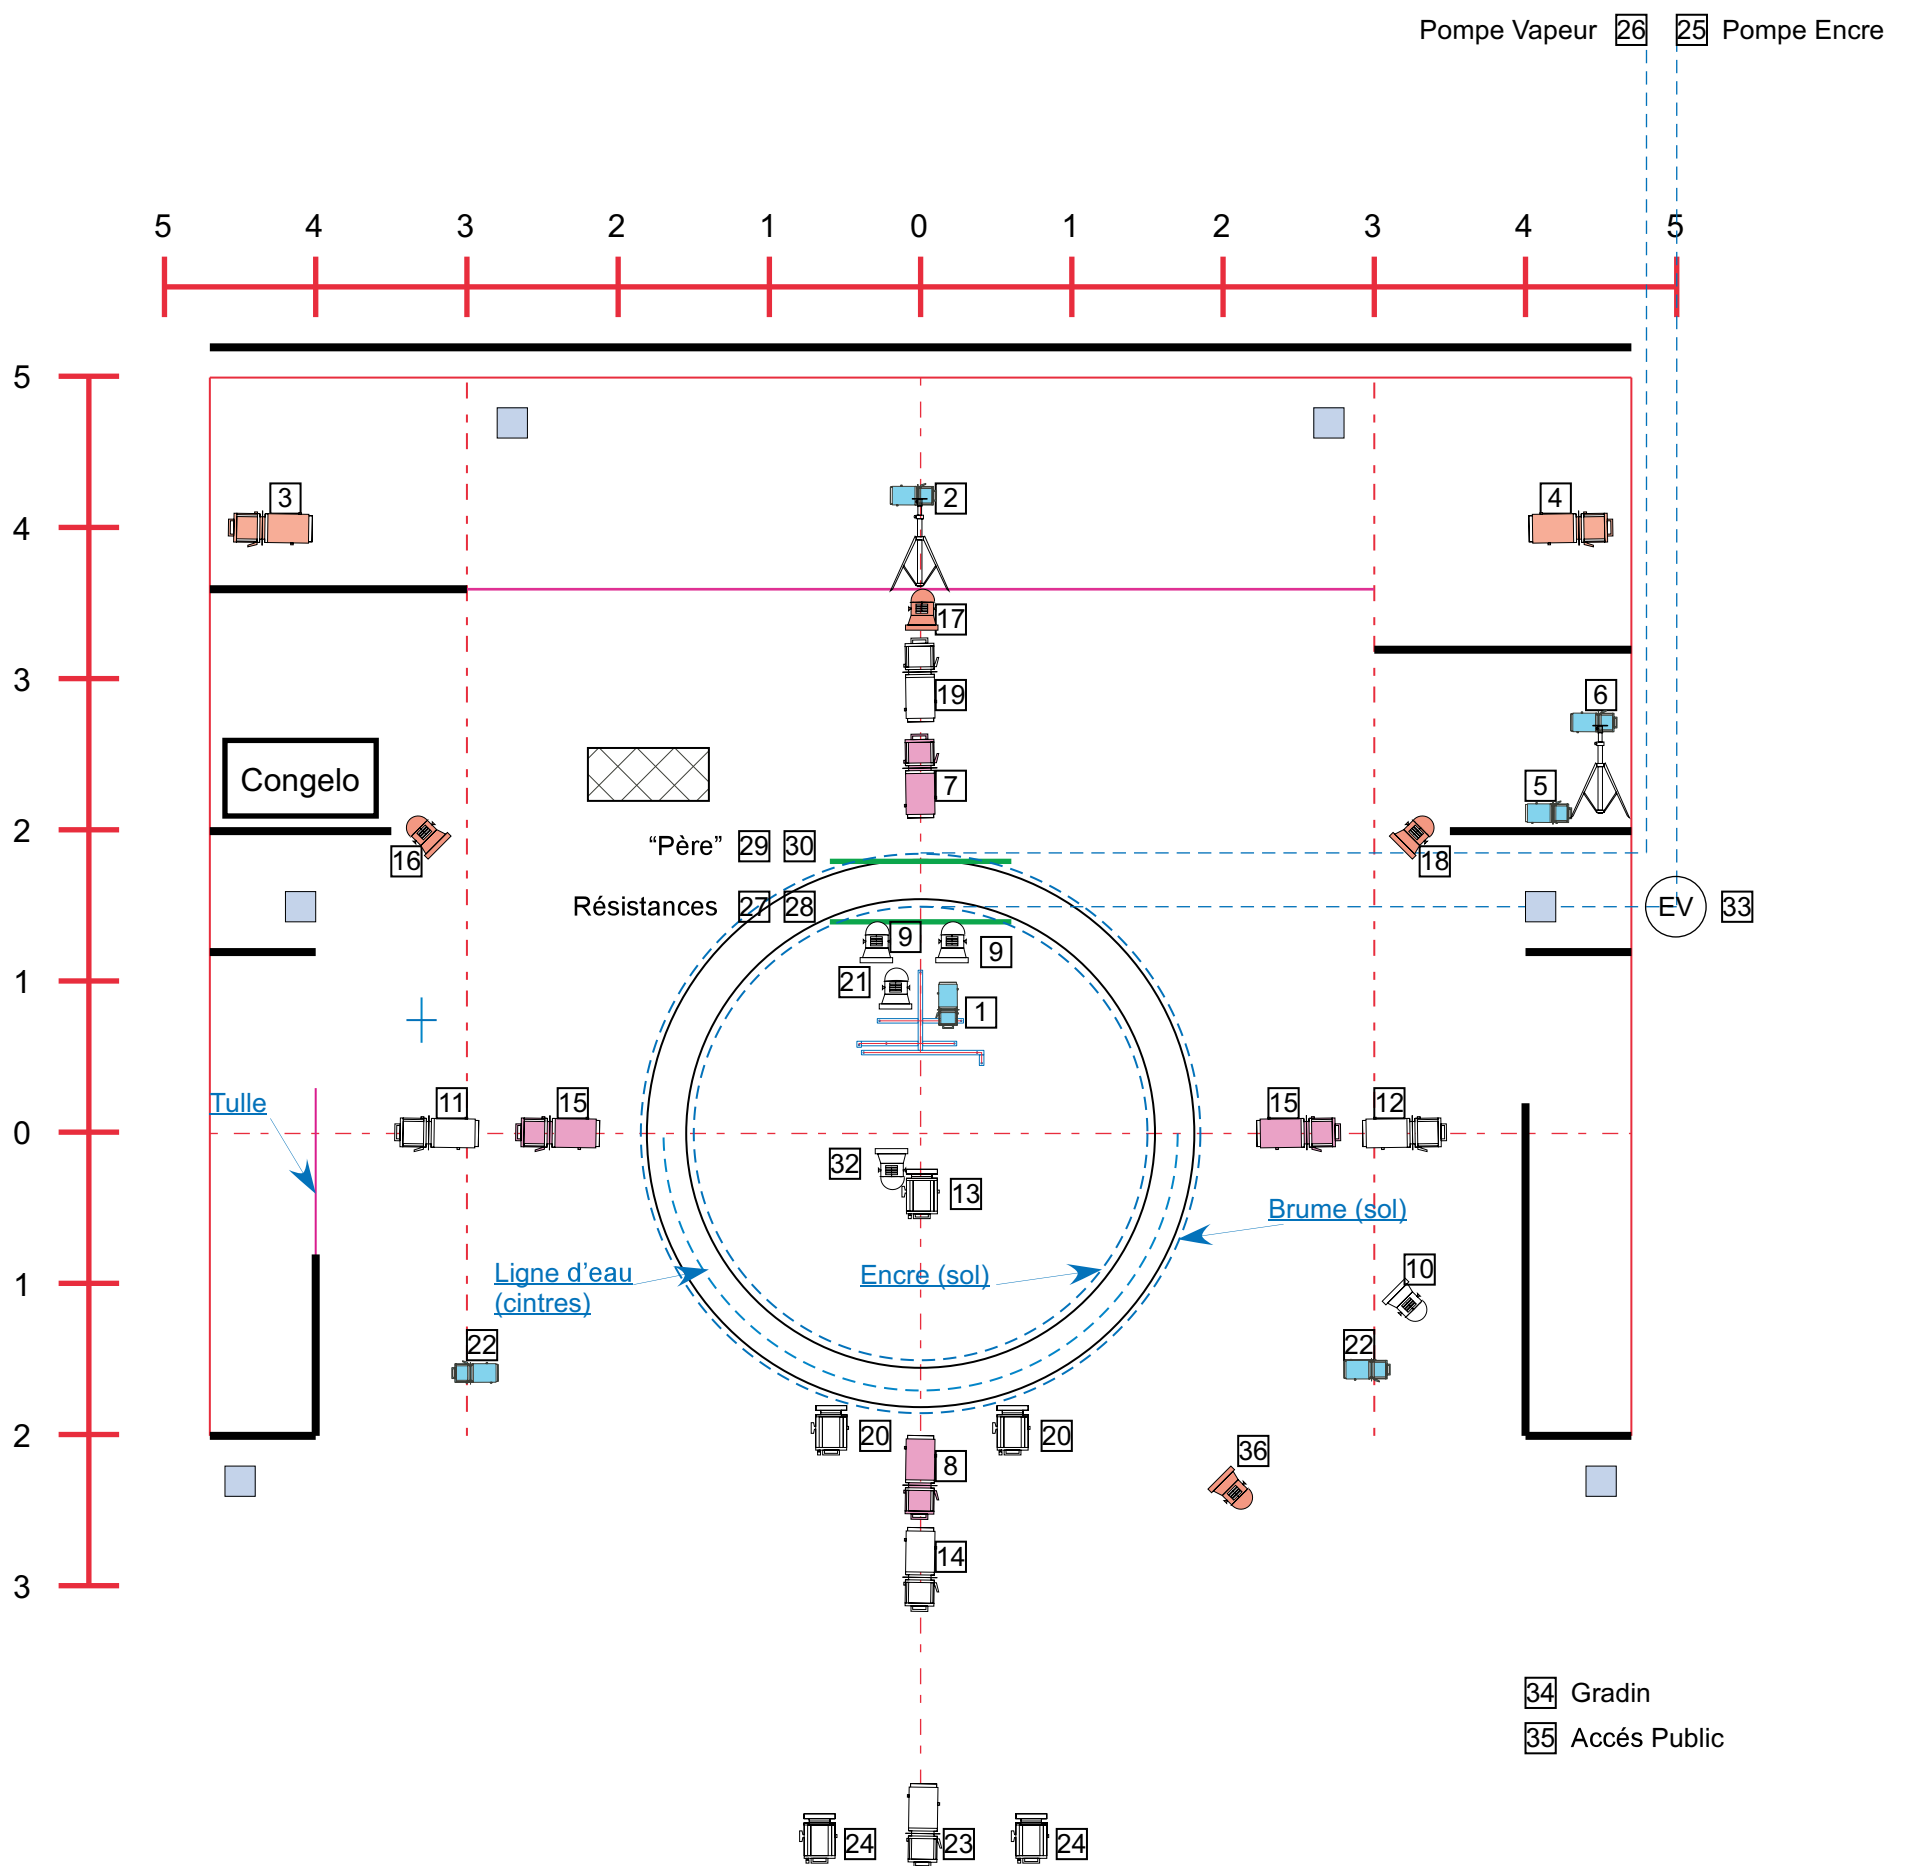 Pompe Vapeur 26 25 Pompe Encre
5 4 3 2 1 0 1 2 3 4 5
5
3 2 4
4
17
3 19 6
Congelo 7 5
2 “Père” 29 30
16 18
Résistances 27 28 EV 33
9 9
1 21 1
Tulle 11 15 15 12
0
32 13
Brume (sol)
Ligne d’eau
(cintres)
Encre (sol)
10
1
22 22
2 20 20
8 36
14
3
34 Gradin
35 Accés Public
24 23 24